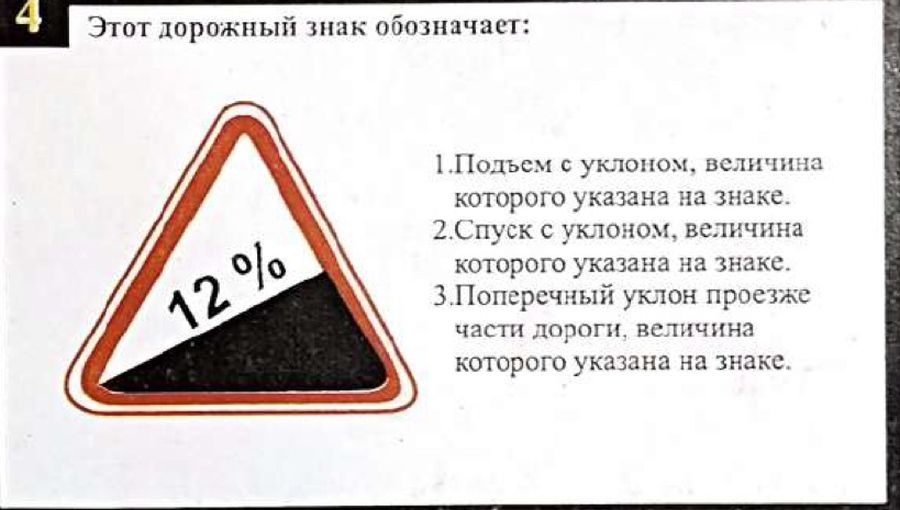 4
Этот дорожный знак обозначает:
12 %
1.Подъем с уклоном, величина
которого указана на знаке.
2.Спуск с уклоном, величина
которого указана на знаке.
3.Поперечный уклон проезже
части дороги, величина
которого указана на знаке.